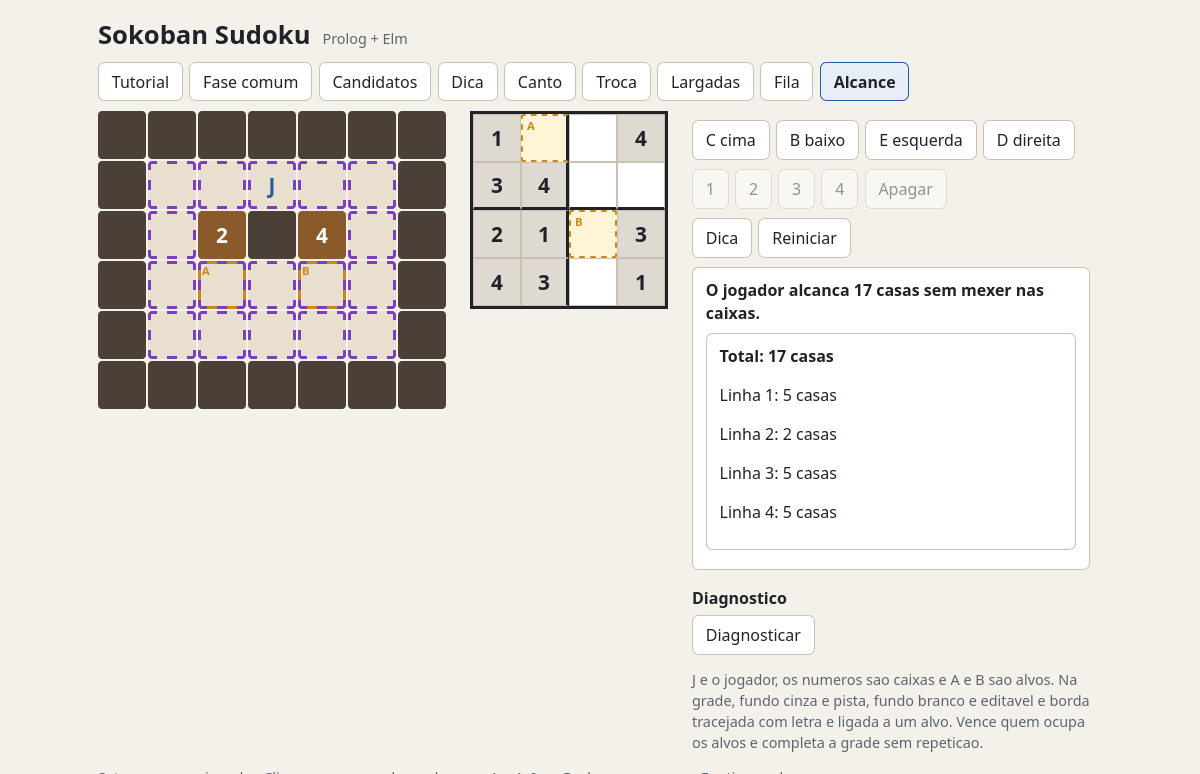 Sokoban Sudoku Prolog + Elm
Tutorial Fase comum Candidatos Dica Canto Troca Largadas Fila Alcance
J
2 4
A B
1 A 4
3 4
2 1 B 3
4 3 1
C cima B baixo E esquerda D direita
1 2 3 4 Apagar
Dica Reiniciar
O jogador alcanca 17 casas sem mexer nas
caixas.
Total: 17 casas
Linha 1: 5 casas
Linha 2: 2 casas
Linha 3: 5 casas
Linha 4: 5 casas
Diagnostico
Diagnosticar
J e o jogador, os numeros sao caixas e A e B sao alvos. Na
grade, fundo cinza e pista, fundo branco e editavel e borda
tracejada com letra e ligada a um alvo. Vence quem ocupa
os alvos e completa a grade sem repeticao.